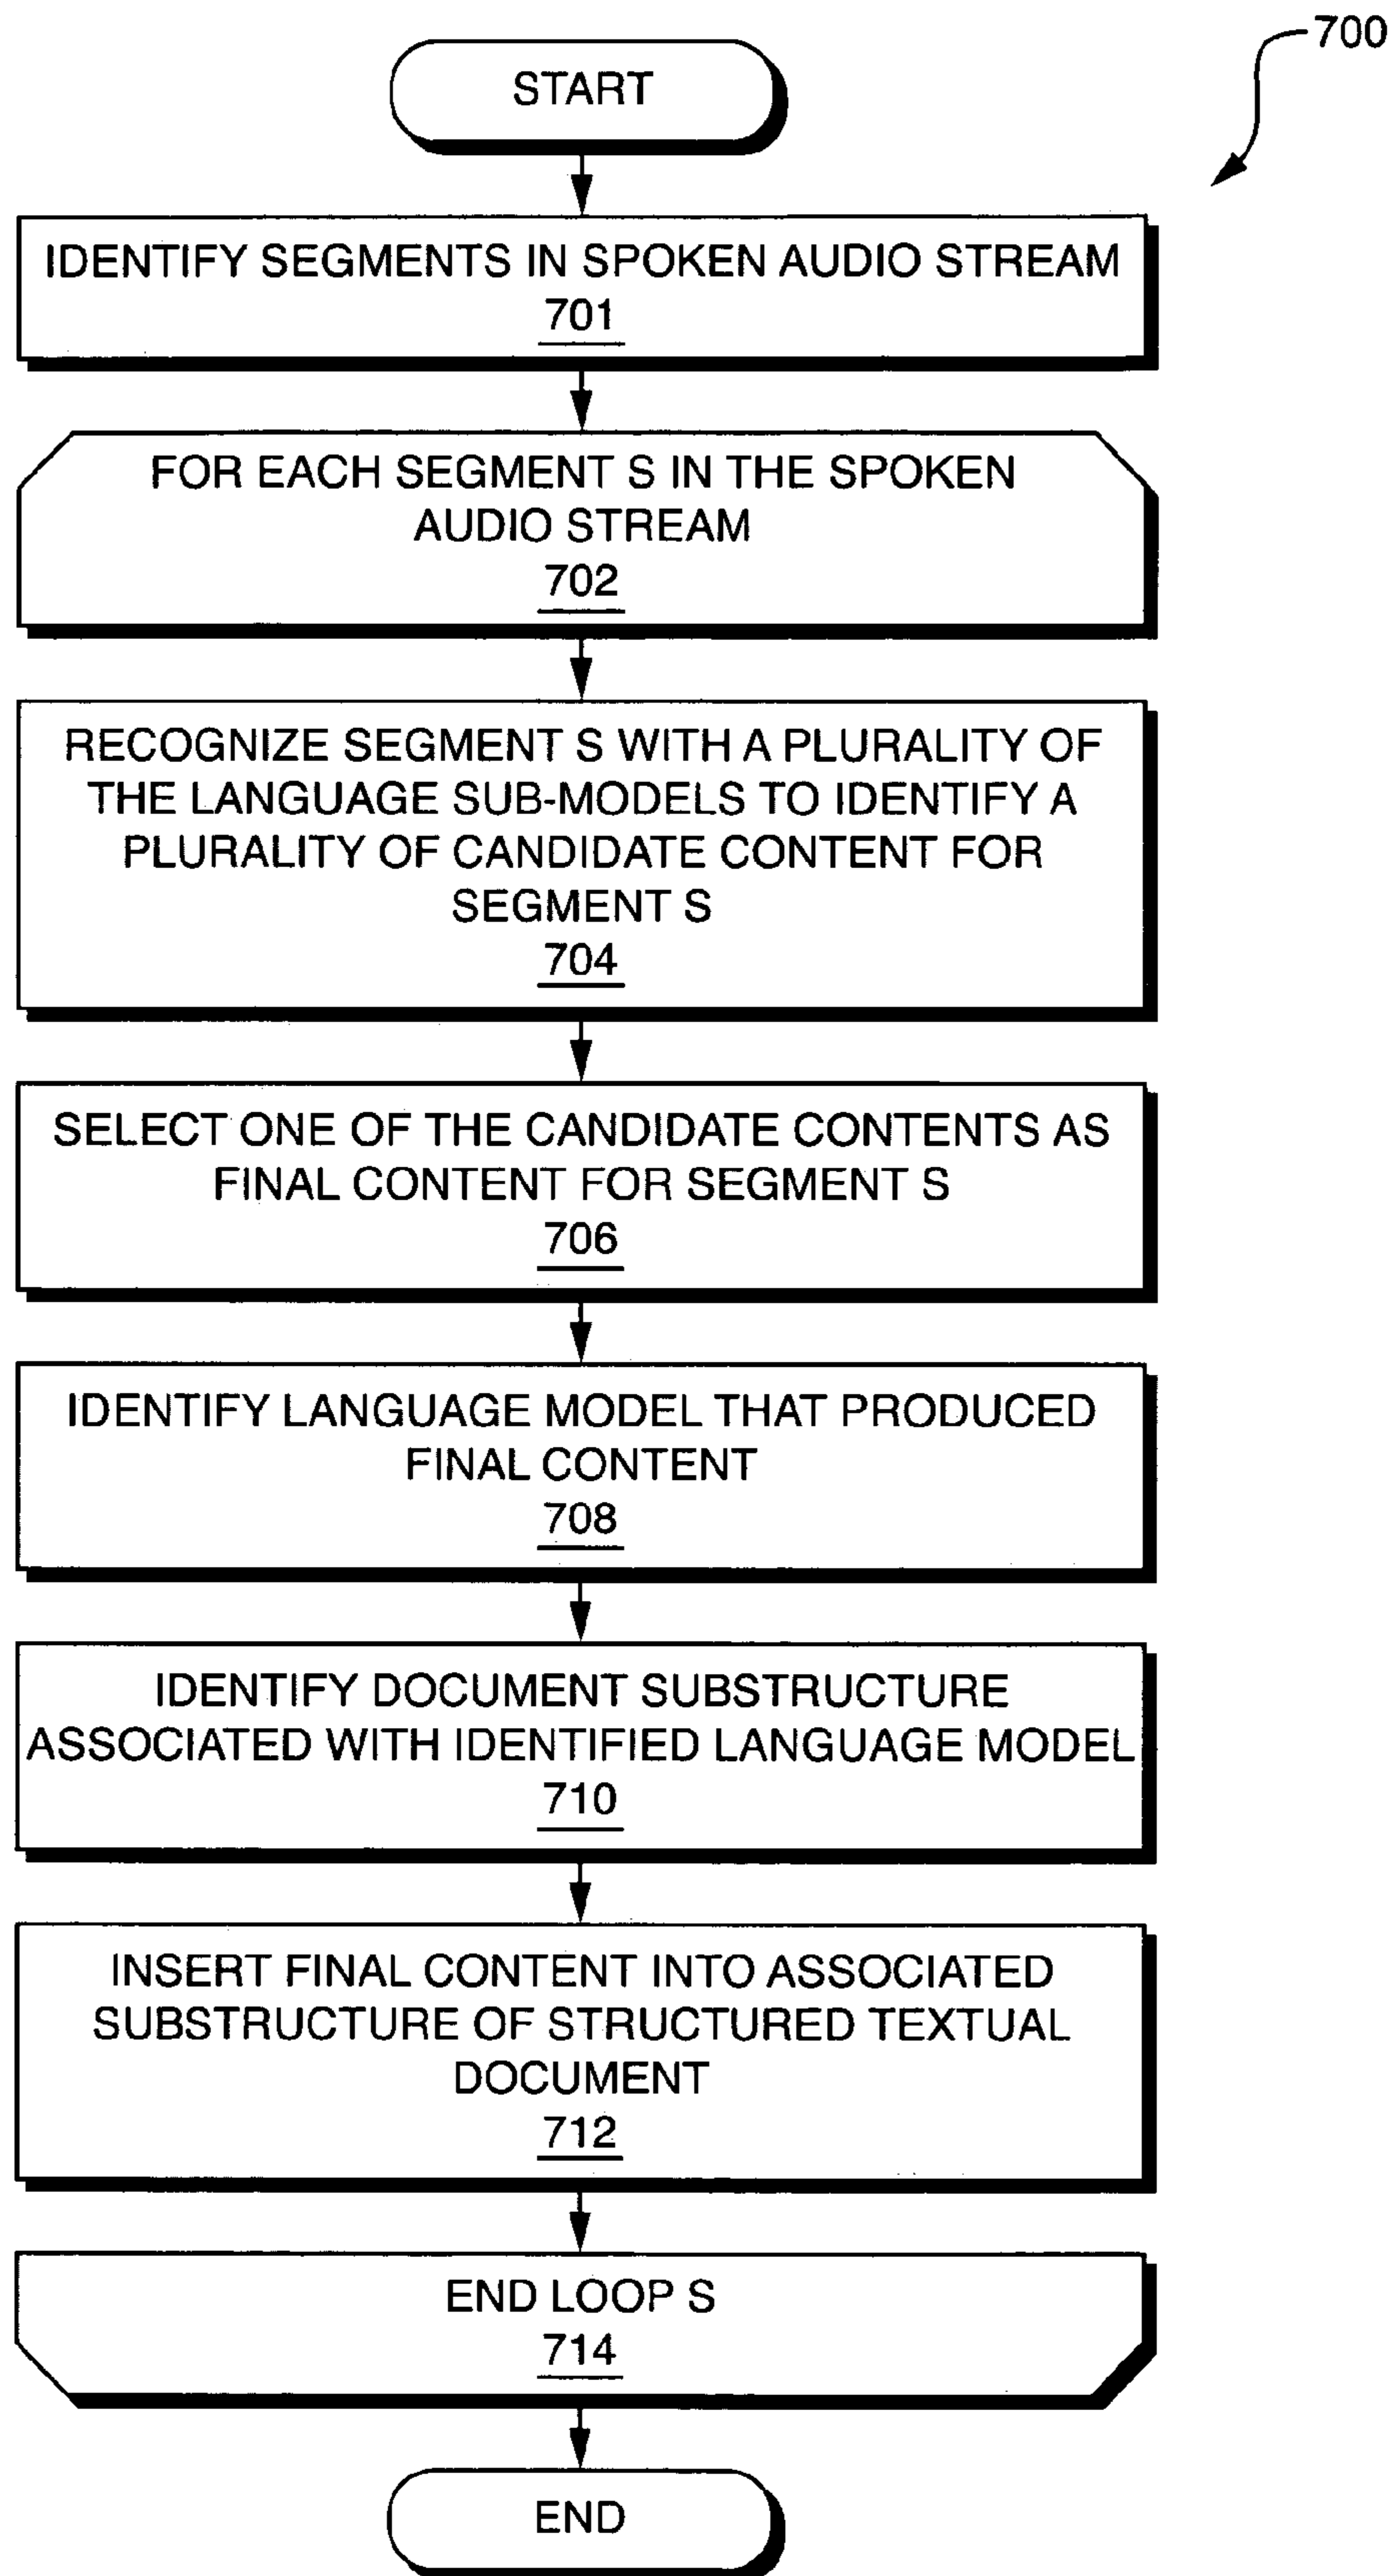 700
START
IDENTIFY SEGMENTS IN SPOKEN AUDIO STREAM
701
FOR EACH SEGMENT S IN THE SPOKEN
AUDIO STREAM
702
RECOGNIZE SEGMENT S WITH A PLURALITY OF
THE LANGUAGE SUB-MODELS TO IDENTIFY A
PLURALITY OF CANDIDATE CONTENT FOR
SEGMENT S
704
SELECT ONE OF THE CANDIDATE CONTENTS AS
FINAL CONTENT FOR SEGMENT S
706
IDENTIFY LANGUAGE MODEL THAT PRODUCED
FINAL CONTENT
708
IDENTIFY DOCUMENT SUBSTRUCTURE
ASSOCIATED WITH IDENTIFIED LANGUAGE MODEL
710
INSERT FINAL CONTENT INTO ASSOCIATED
SUBSTRUCTURE OF STRUCTURED TEXTUAL
DOCUMENT
712
END LOOP S
714
END